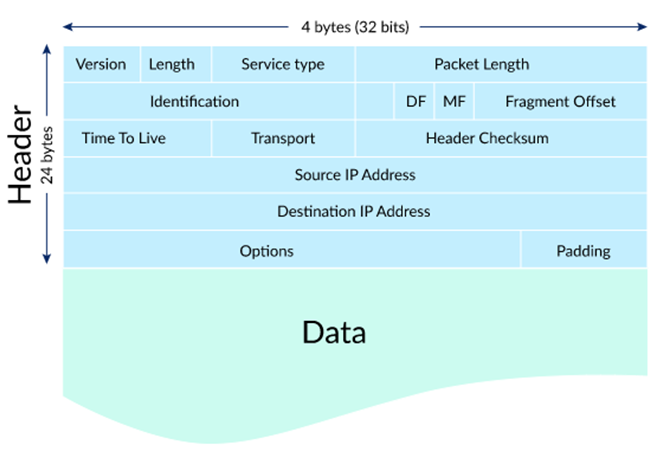 4 bytes (32 bits)
Version Length Service type Packet Length
Identification DF MF Fragment Offset
Time To Live Transport Header Checksum
Source IP Address
Destination IP Address
Options Padding
Header
24 bytes
Data